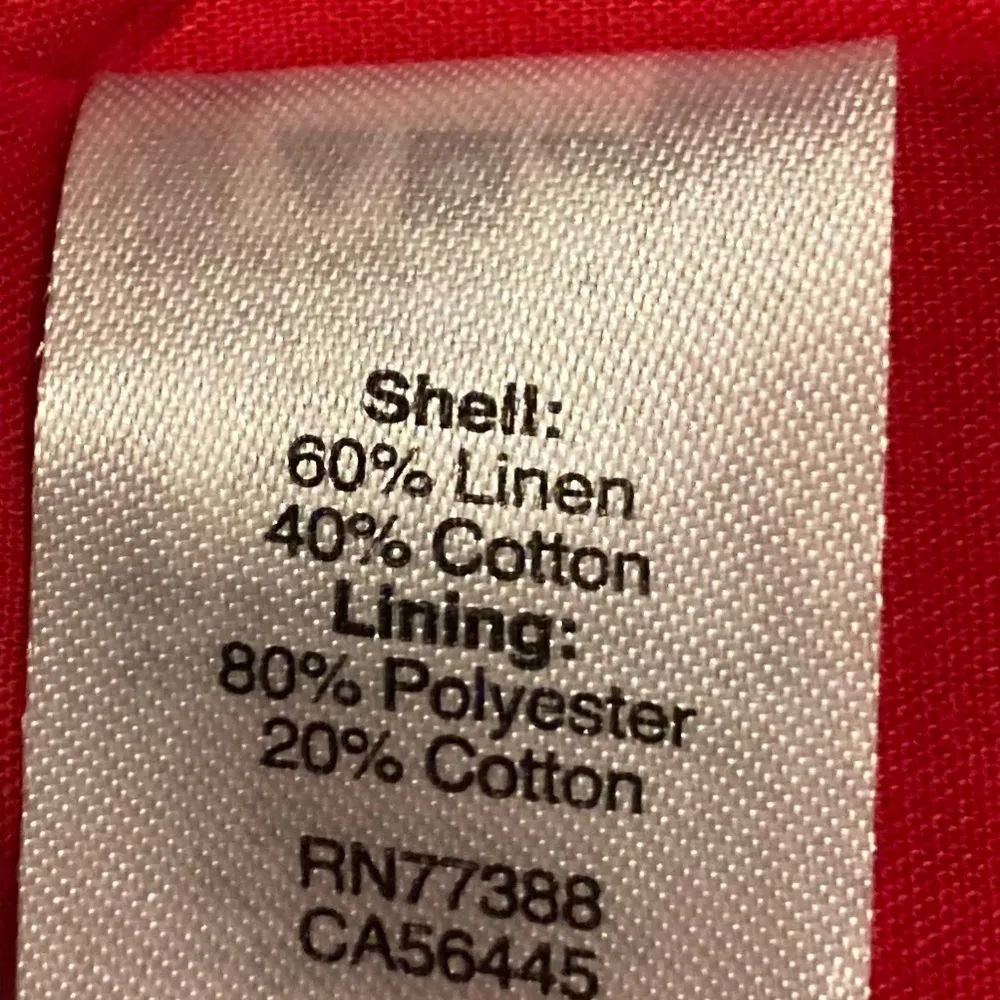 Shell:
60% Linen
40% Cotton
Lining:
80% Polyester
20% Cotton
RN77388
CA56445